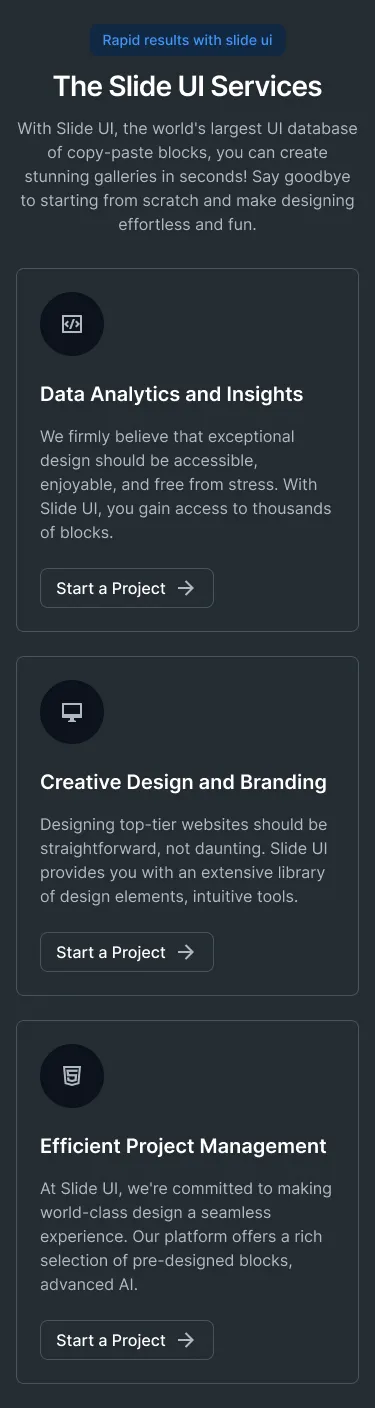 Rapid results with slide ui
The Slide UI Services
With Slide UI, the world's largest UI database
of copy-paste blocks, you can create
stunning galleries in seconds! Say goodbye
to starting from scratch and make designing
effortless and fun.
Data Analytics and Insights
We firmly believe that exceptional
design should be accessible,
enjoyable, and free from stress. With
Slide UI, you gain access to thousands
of blocks.
Start a Project
Creative Design and Branding
Designing top-tier websites should be
straightforward, not daunting. Slide UI
provides you with an extensive library
of design elements, intuitive tools.
Start a Project
Efficient Project Management
At Slide UI, we're committed to making
world-class design a seamless
experience. Our platform offers a rich
selection of pre-designed blocks,
advanced AI.
Start a Project